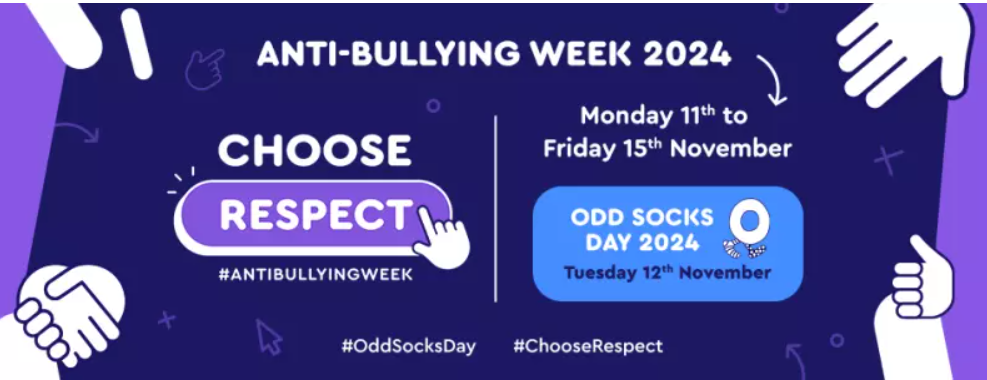 ANTI-BULLYING WEEK 2024
CHOOSE
RESPECT
#ANTIBULLYINGWEEK
Monday 11th to
Friday 15th November
ODD SOCKS
DAY 2024
Tuesday 12th November
#OddSocksDay #ChooseRespect